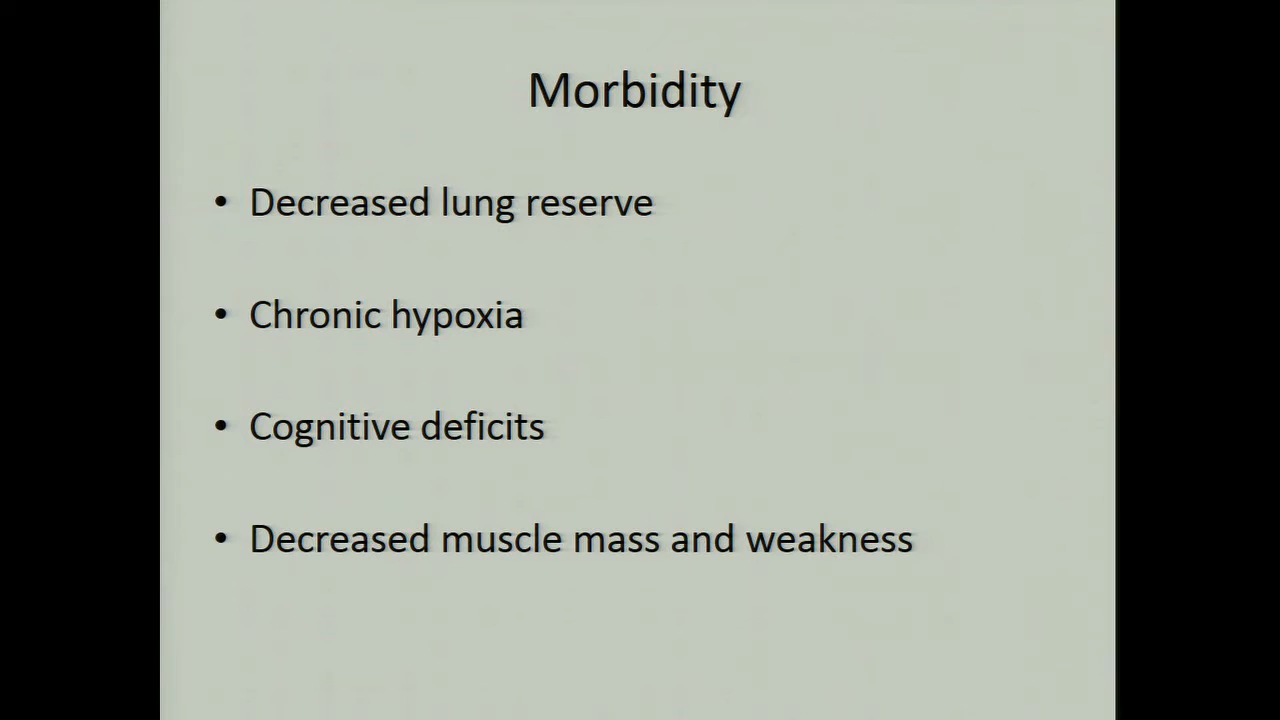 Morbidity
• Decreased lung reserve
• Chronic hypoxia
• Cognitive deficits
• Decreased muscle mass and weakness